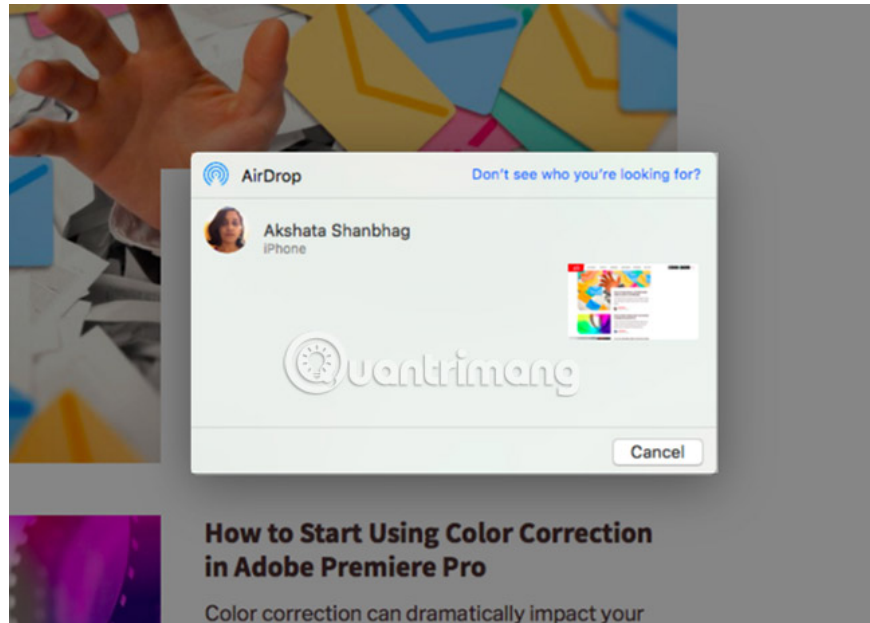 AirDrop
Don't see who you're looking for?
Akshata Shanbhag
iPhone
Quantrimang
Cancel
How to Start Using Color Correction
in Adobe Premiere Pro
Color correction can dramatically impact your